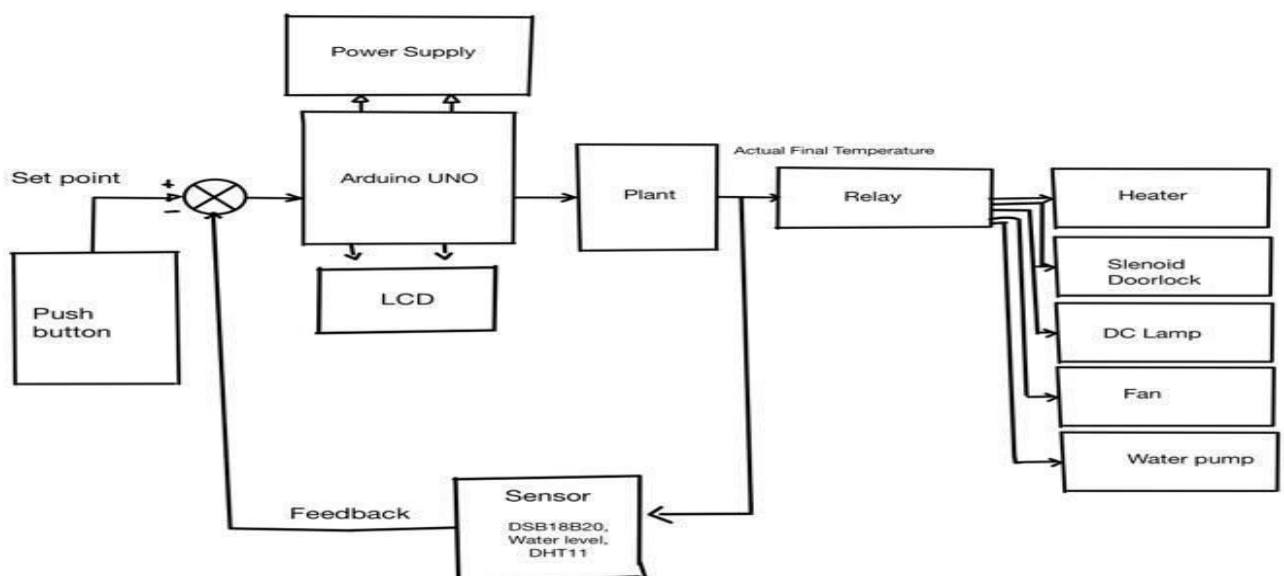 Power Supply
Set point
+
−
Arduino UNO
Plant
Actual Final Temperature
Relay
Heater
Slenoid
Doorlock
DC Lamp
Fan
Water pump
LCD
Push
button
Feedback
Sensor
DSB18B20,
Water level,
DHT11